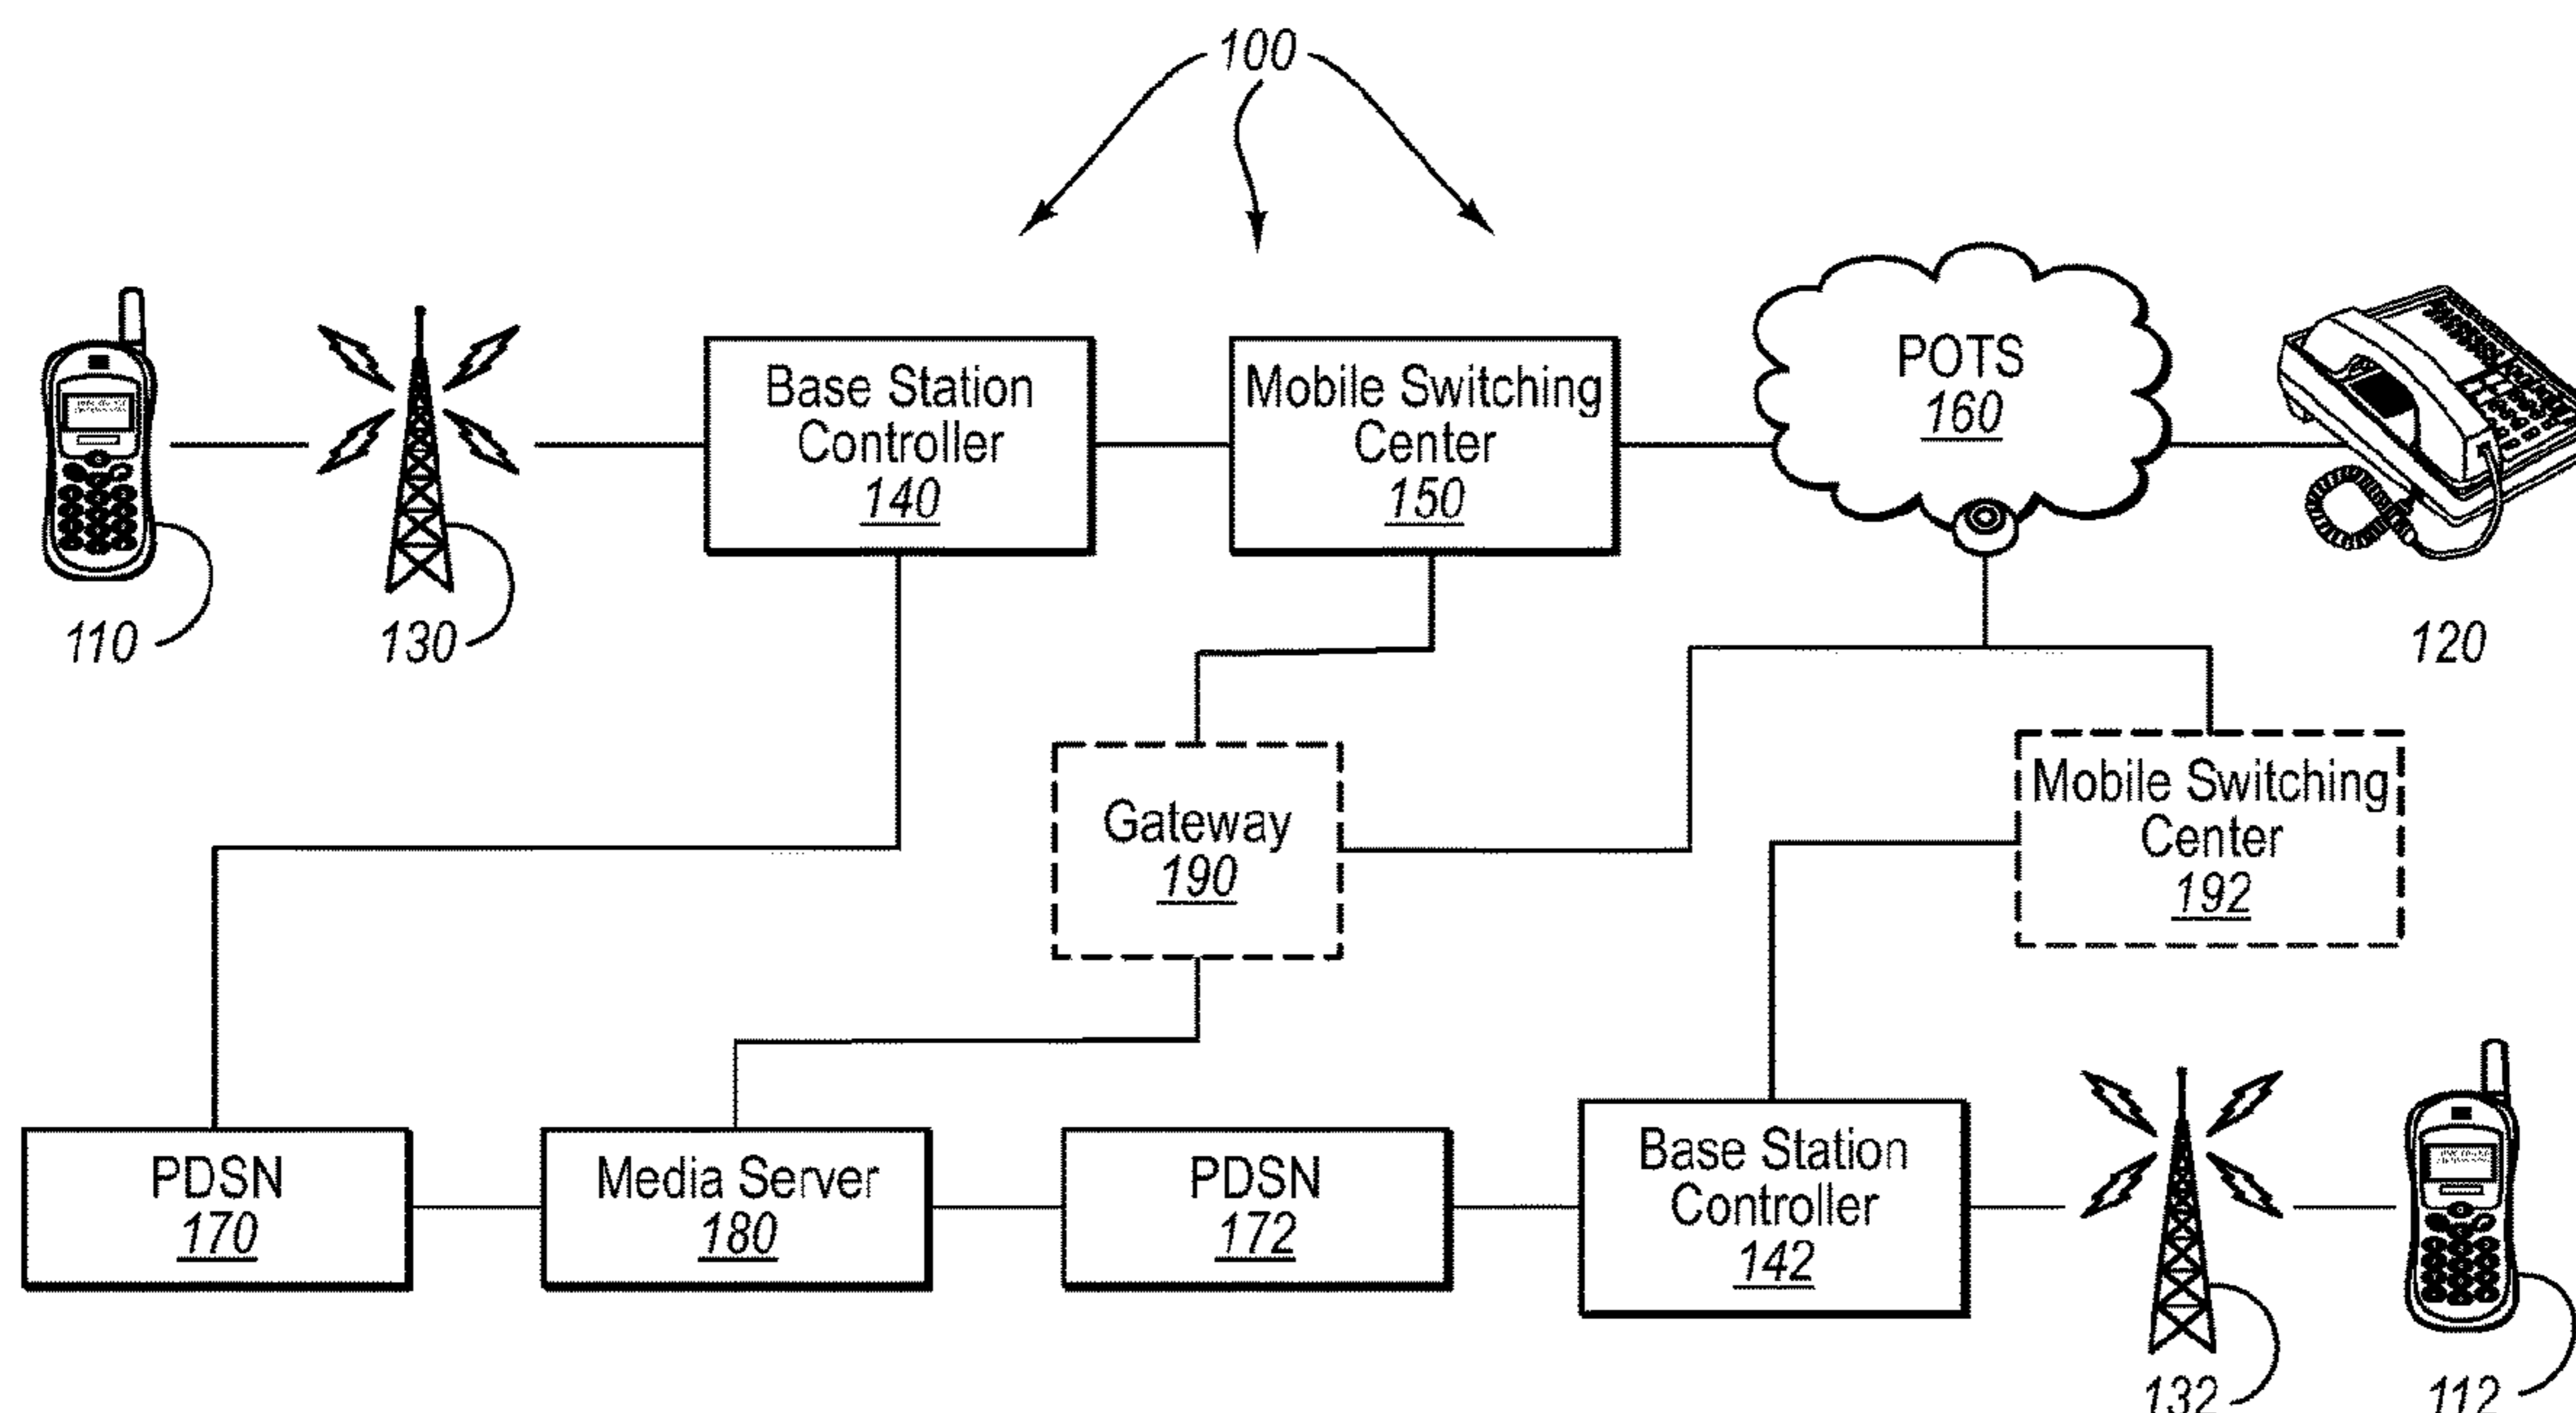 100
Base Station
Controller
140
Mobile Switching
Center
150
POTS
160
110
130
120
Gateway
190
Mobile Switching
Center
192
PDSN
170
Media Server
180
PDSN
172
Base Station
Controller
142
132
112